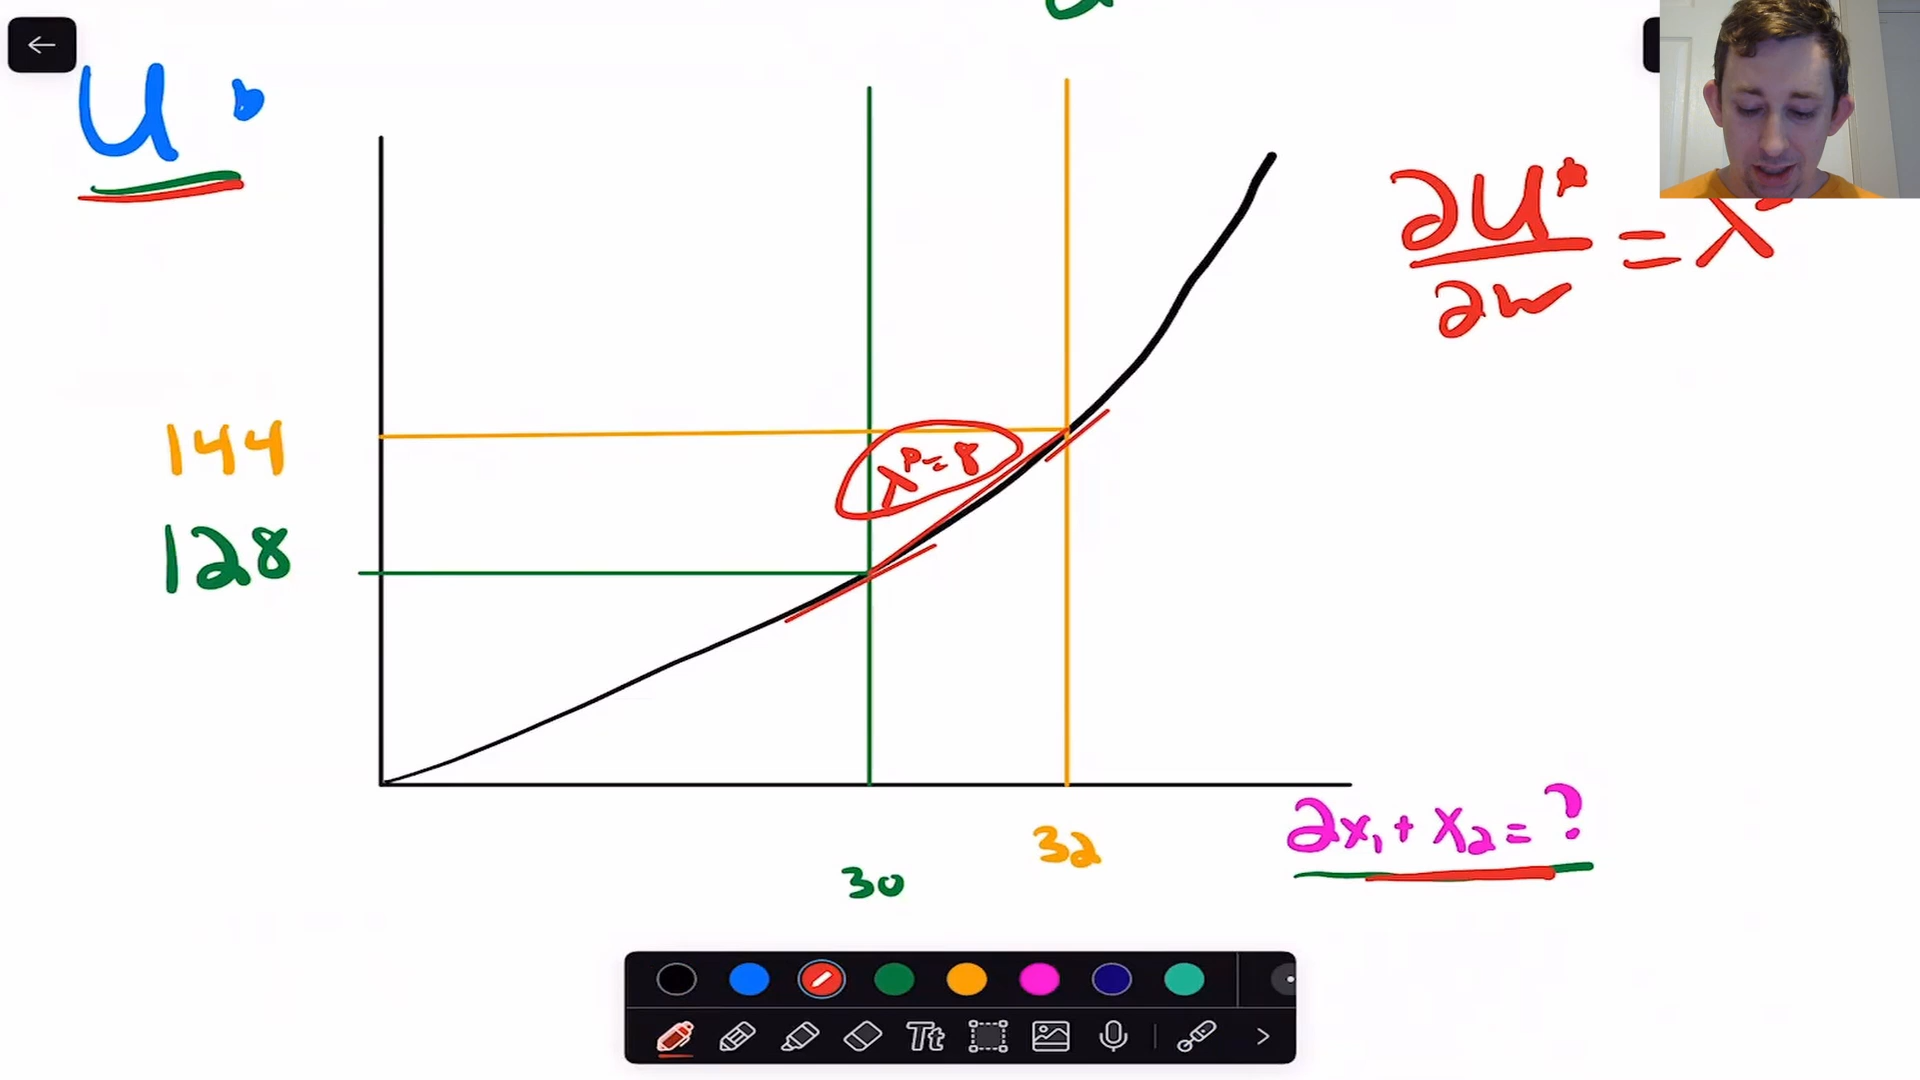 U*
∂U*
—— = λ*
∂w
144
λ*=8
128
2x₁+x₂=?
32
30
Tt